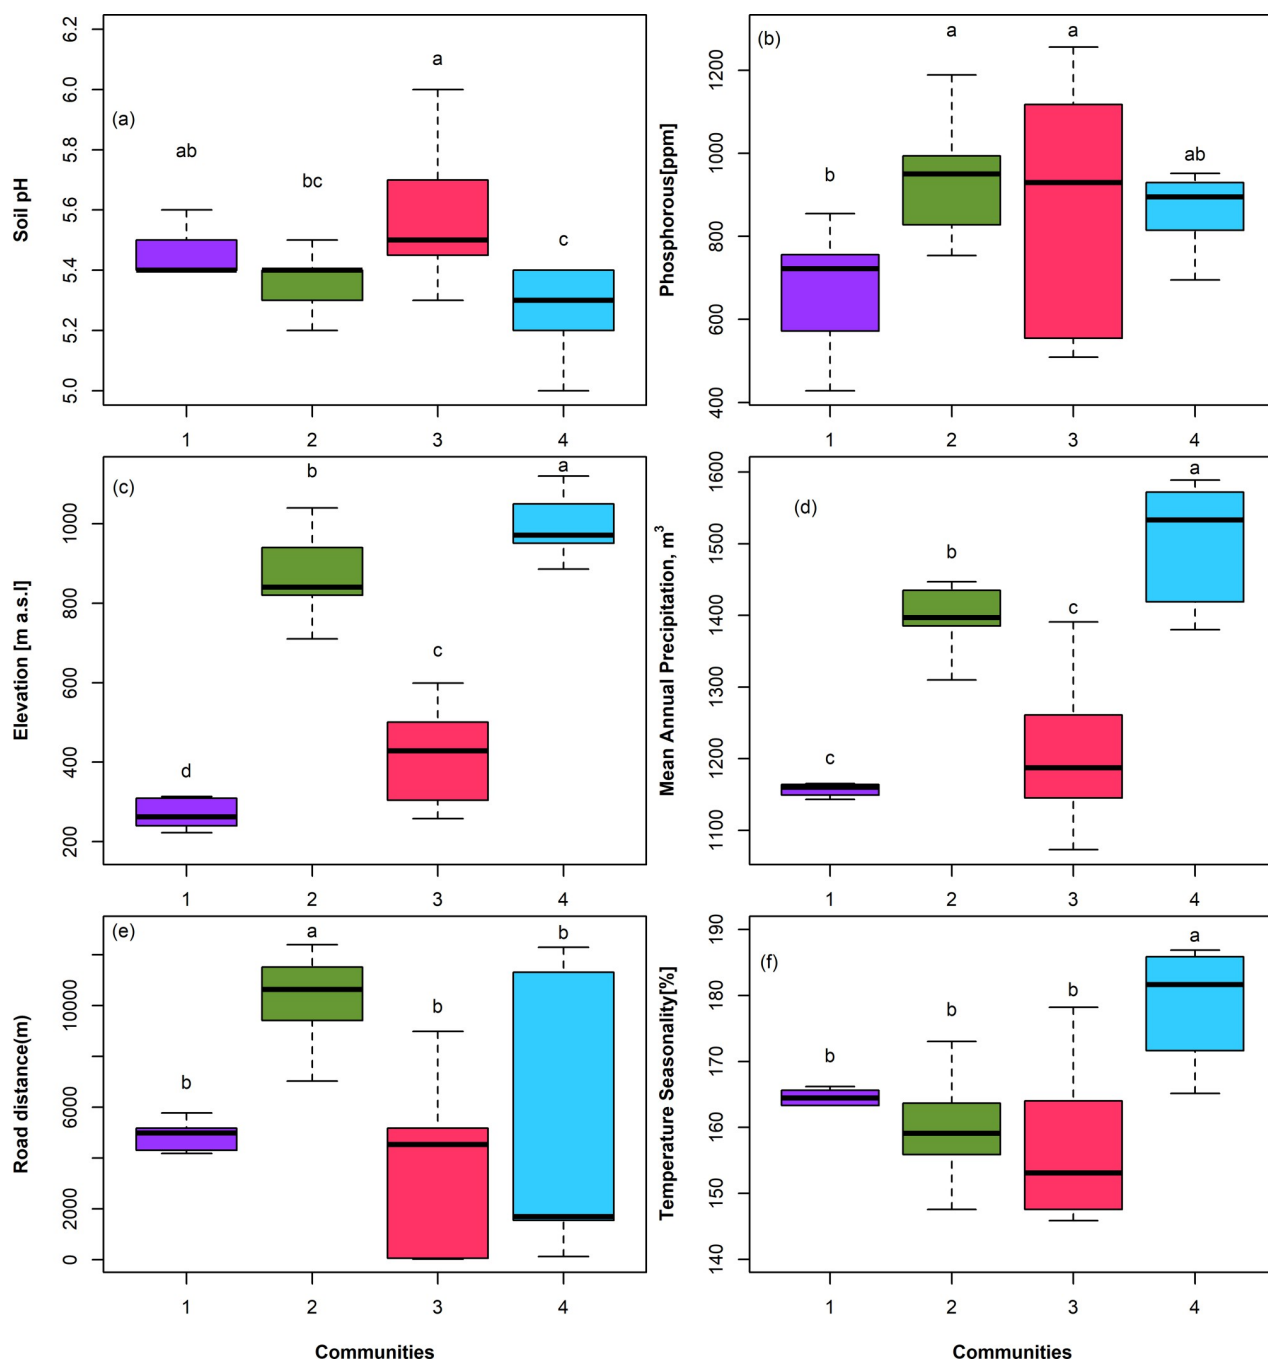 (a)
Soil pH
6.2
6.0
5.8
5.6
5.4
5.2
5.0
ab
bc
a
c
1 2 3 4
(b)
Phosphorous[ppm]
1200
1000
800
600
400
b
a
a
ab
1 2 3 4
(c)
Elevation [m a.s.l]
1000
800
600
400
200
d
b
c
a
1 2 3 4
(d)
Mean Annual Precipitation, m³
1600
1500
1400
1300
1200
1100
c
b
c
a
1 2 3 4
(e)
Road distance(m)
10000
6000
2000
0
b
a
b
b
1 2 3 4
Communities
(f)
Temperature Seasonality[%]
190
180
170
160
150
140
b
b
b
a
1 2 3 4
Communities